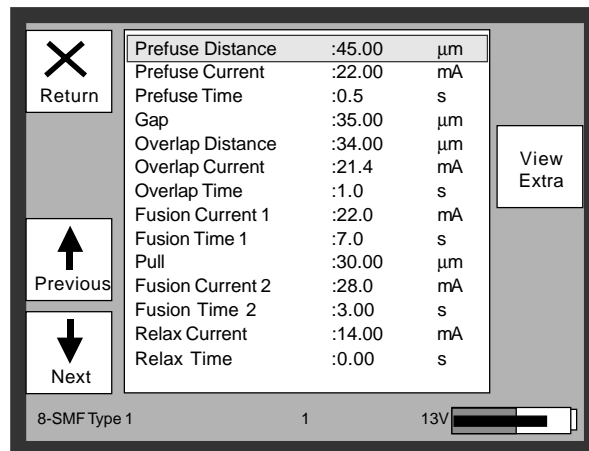 Return
Prefuse Distance :45.00 µm
Prefuse Current :22.00 mA
Prefuse Time :0.5 s
Gap :35.00 µm
Overlap Distance :34.00 µm
Overlap Current :21.4 mA
Overlap Time :1.0 s
Fusion Current 1 :22.0 mA
Fusion Time 1 :7.0 s
Pull :30.00 µm
Fusion Current 2 :28.0 mA
Fusion Time 2 :3.00 s
Relax Current :14.00 mA
Relax Time :0.00 s
View
Extra
Previous
Next
8-SMF Type 1 1 13V